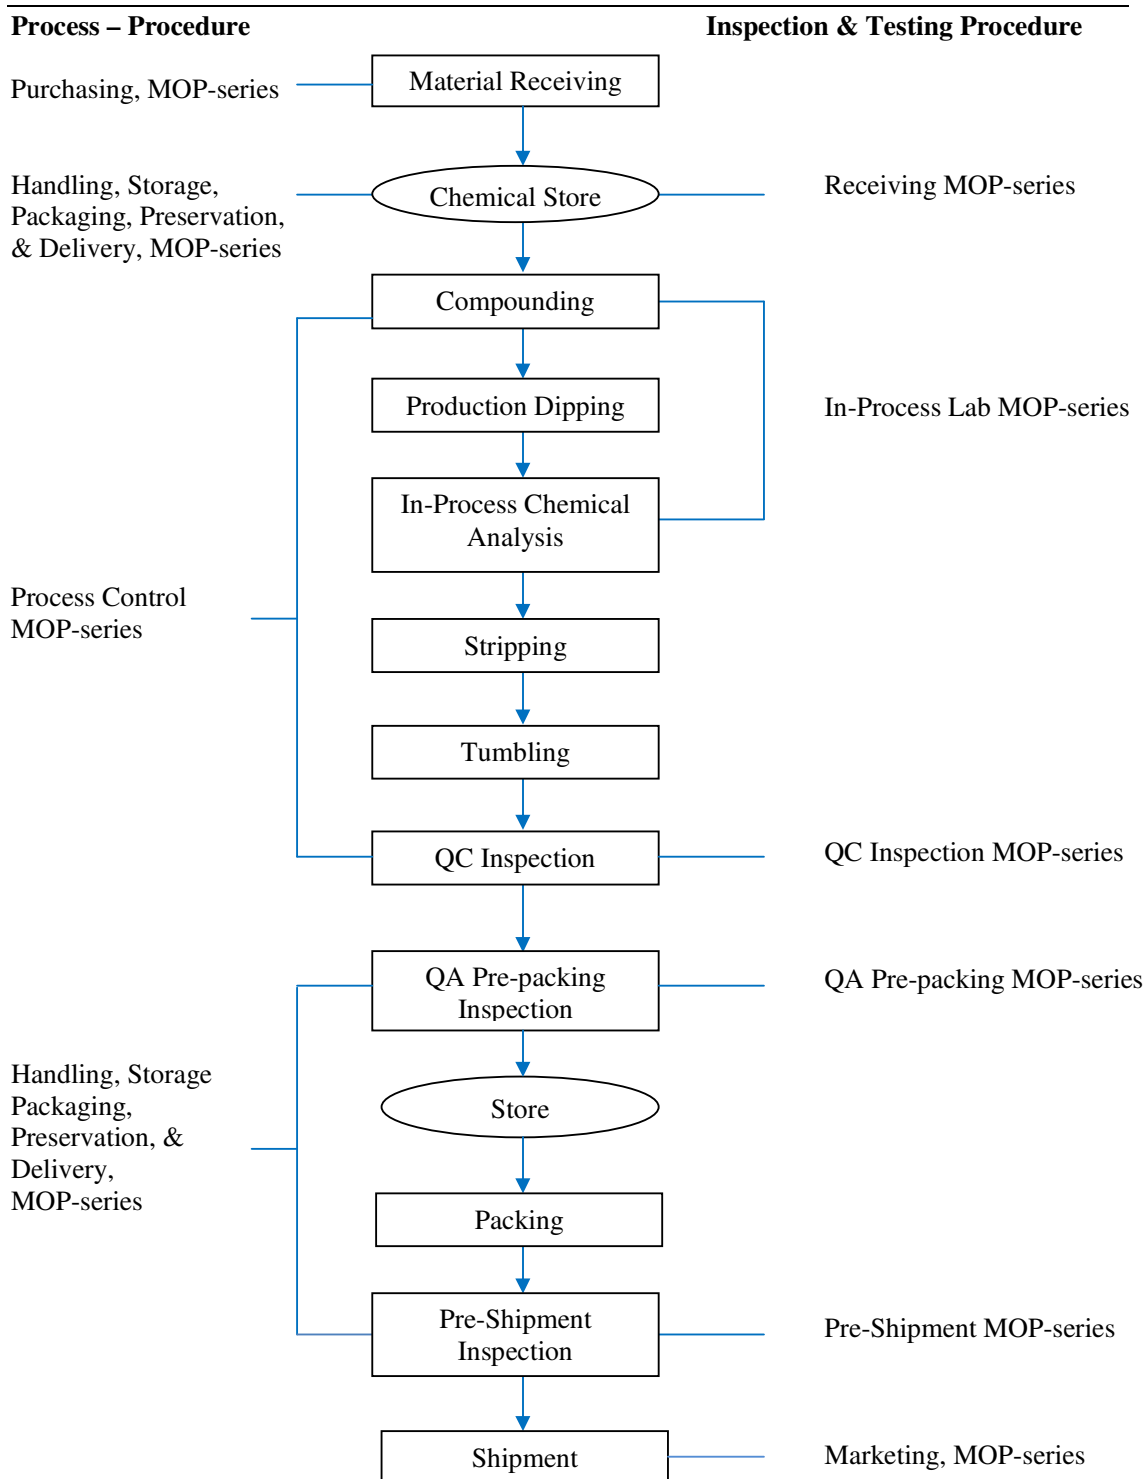 Process – Procedure
Inspection & Testing Procedure
Purchasing, MOP-series
Material Receiving
Handling, Storage,
Packaging, Preservation,
& Delivery, MOP-series
Chemical Store
Receiving MOP-series
Compounding
Production Dipping
In-Process Lab MOP-series
In-Process Chemical
Analysis
Process Control
MOP-series
Stripping
Tumbling
QC Inspection
QC Inspection MOP-series
QA Pre-packing
Inspection
QA Pre-packing MOP-series
Handling, Storage
Packaging,
Preservation, &
Delivery,
MOP-series
Store
Packing
Pre-Shipment
Inspection
Pre-Shipment MOP-series
Shipment
Marketing, MOP-series